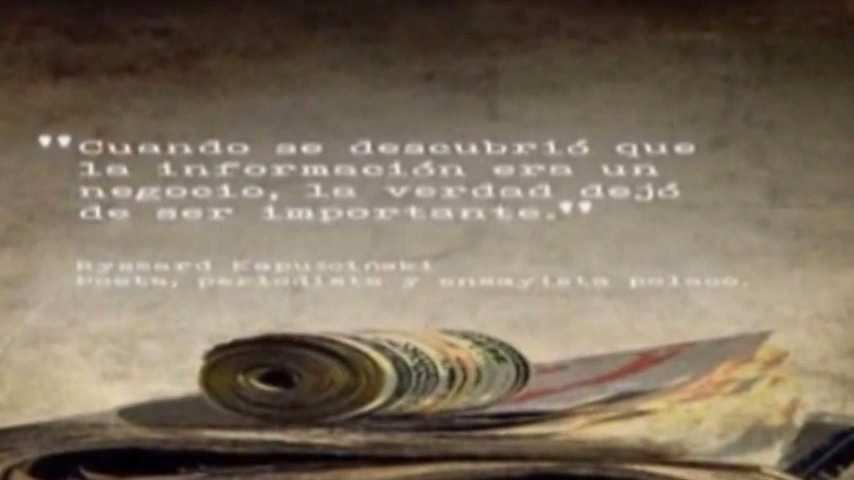 "Cuando se descubrió que
la información era un
negocio, la verdad dejó
de ser importante."
Ryszard Kapuściński
Poeta, periodista y ensayista polaco.